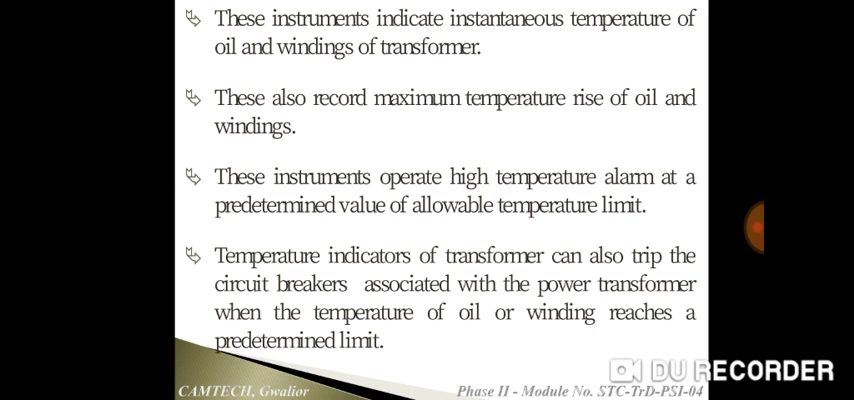 These instruments indicate instantaneous temperature of
oil and windings of transformer.
These also record maximum temperature rise of oil and
windings.
These instruments operate high temperature alarm at a
predetermined value of allowable temperature limit.
Temperature indicators of transformer can also trip the
circuit breakers associated with the power transformer
when the temperature of oil or winding reaches a
predetermined limit.
DU RECORDER
CAMTECH, Gwalior
Phase II - Module No. STC-TrD-PSI-04